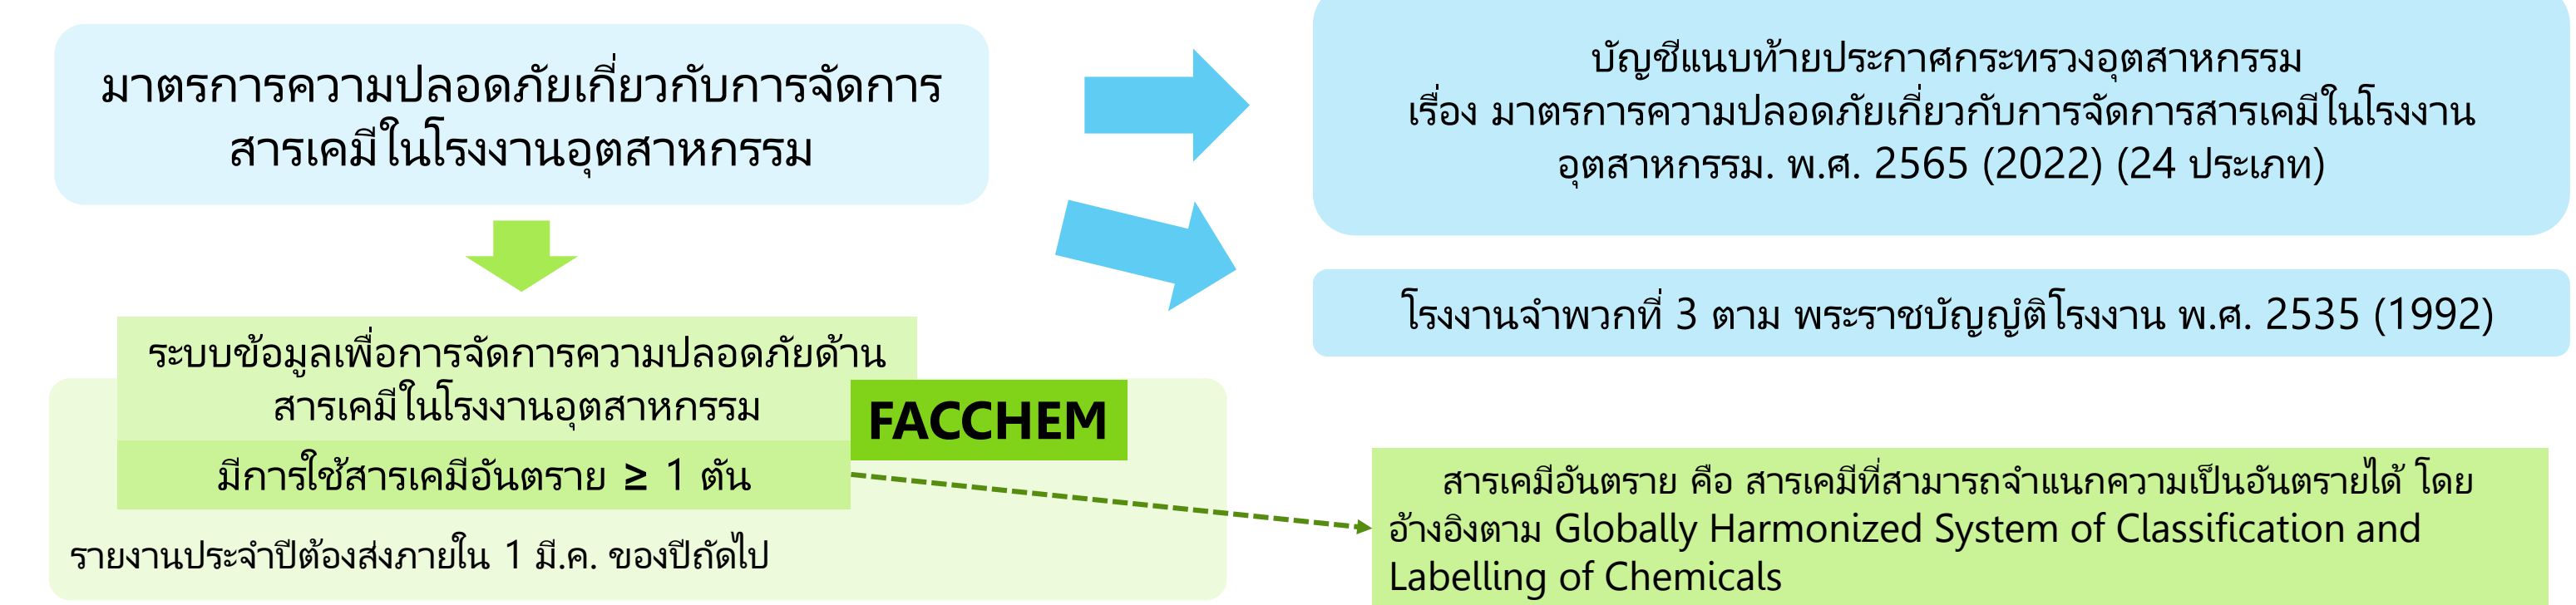 มาตรการความปลอดภัยเกี่ยวกับการจัดการ
สารเคมีในโรงงานอุตสาหกรรม
บัญชีแนบท้ายประกาศกระทรวงอุตสาหกรรม
เรื่อง มาตรการความปลอดภัยเกี่ยวกับการจัดการสารเคมีในโรงงาน
อุตสาหกรรม. พ.ศ. 2565 (2022) (24 ประเภท)
โรงงานจำพวกที่ 3 ตาม พระราชบัญญํติโรงงาน พ.ศ. 2535 (1992)
ระบบข้อมูลเพื่อการจัดการความปลอดภัยด้าน
สารเคมีในโรงงานอุตสาหกรรม
FACCHEM
มีการใช้สารเคมีอันตราย ≥ 1 ตัน
รายงานประจำปีต้องส่งภายใน 1 มี.ค. ของปีถัดไป
สารเคมีอันตราย คือ สารเคมีที่สามารถจำแนกความเป็นอันตรายได้ โดย
อ้างอิงตาม Globally Harmonized System of Classification and
Labelling of Chemicals